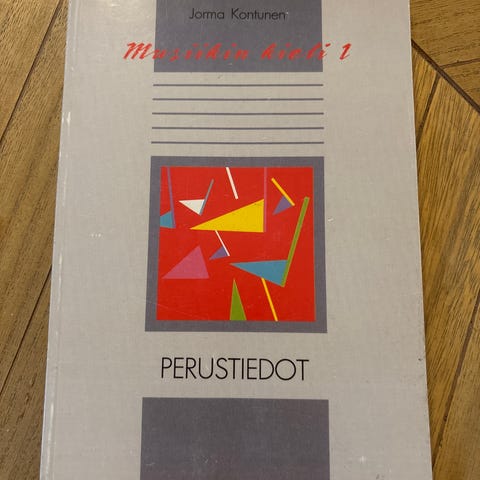 Jorma Kontunen
Musiikin kieli 1
PERUSTIEDOT